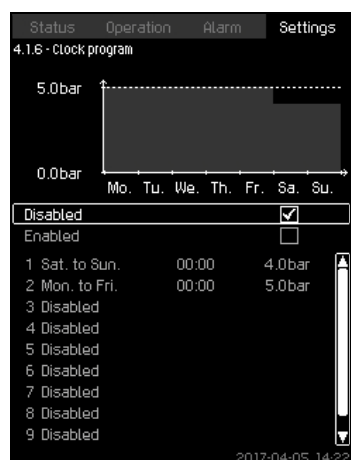 Status Operation Alarm Settings
4.1.6 - Clock program
5.0bar
0.0bar
Mo. Tu. We. Th. Fr. Sa. Su.
Disabled
Enabled
1 Sat. to Sun. 00:00 4.0bar
2 Mon. to Fri. 00:00 5.0bar
3 Disabled
4 Disabled
5 Disabled
6 Disabled
7 Disabled
8 Disabled
9 Disabled
2017-04-05 14:22